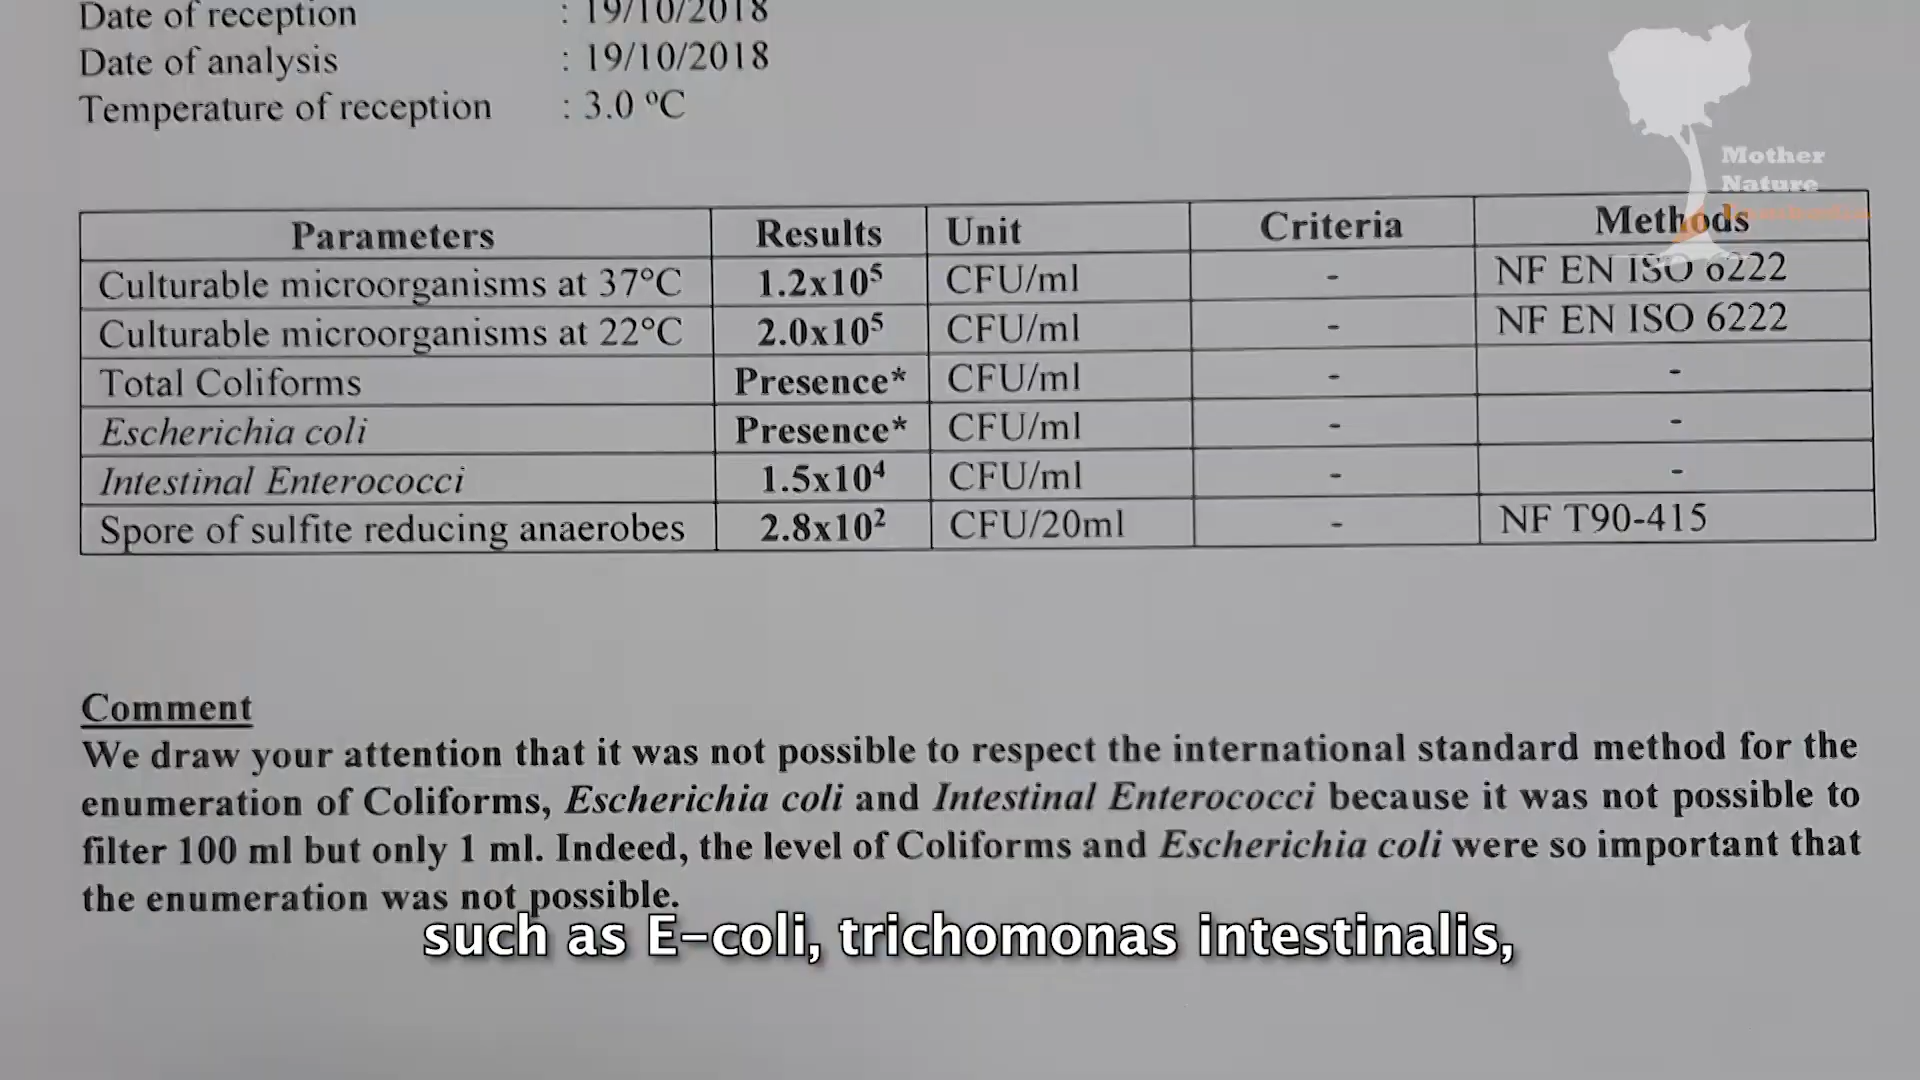 Date of reception : 19/10/2018
Date of analysis : 19/10/2018
Temperature of reception : 3.0 ºC
Mother
Nature
Parameters Results Unit Criteria Methods
Culturable microorganisms at 37°C 1.2x10⁵ CFU/ml - NF EN ISO 6222
Culturable microorganisms at 22°C 2.0x10⁵ CFU/ml - NF EN ISO 6222
Total Coliforms Presence* CFU/ml - -
Escherichia coli Presence* CFU/ml - -
Intestinal Enterococci 1.5x10⁴ CFU/ml - -
Spore of sulfite reducing anaerobes 2.8x10² CFU/20ml - NF T90-415
Comment
We draw your attention that it was not possible to respect the international standard method for the
enumeration of Coliforms, Escherichia coli and Intestinal Enterococci because it was not possible to
filter 100 ml but only 1 ml. Indeed, the level of Coliforms and Escherichia coli were so important that
the enumeration was not possible.
such as E-coli, trichomonas intestinalis,